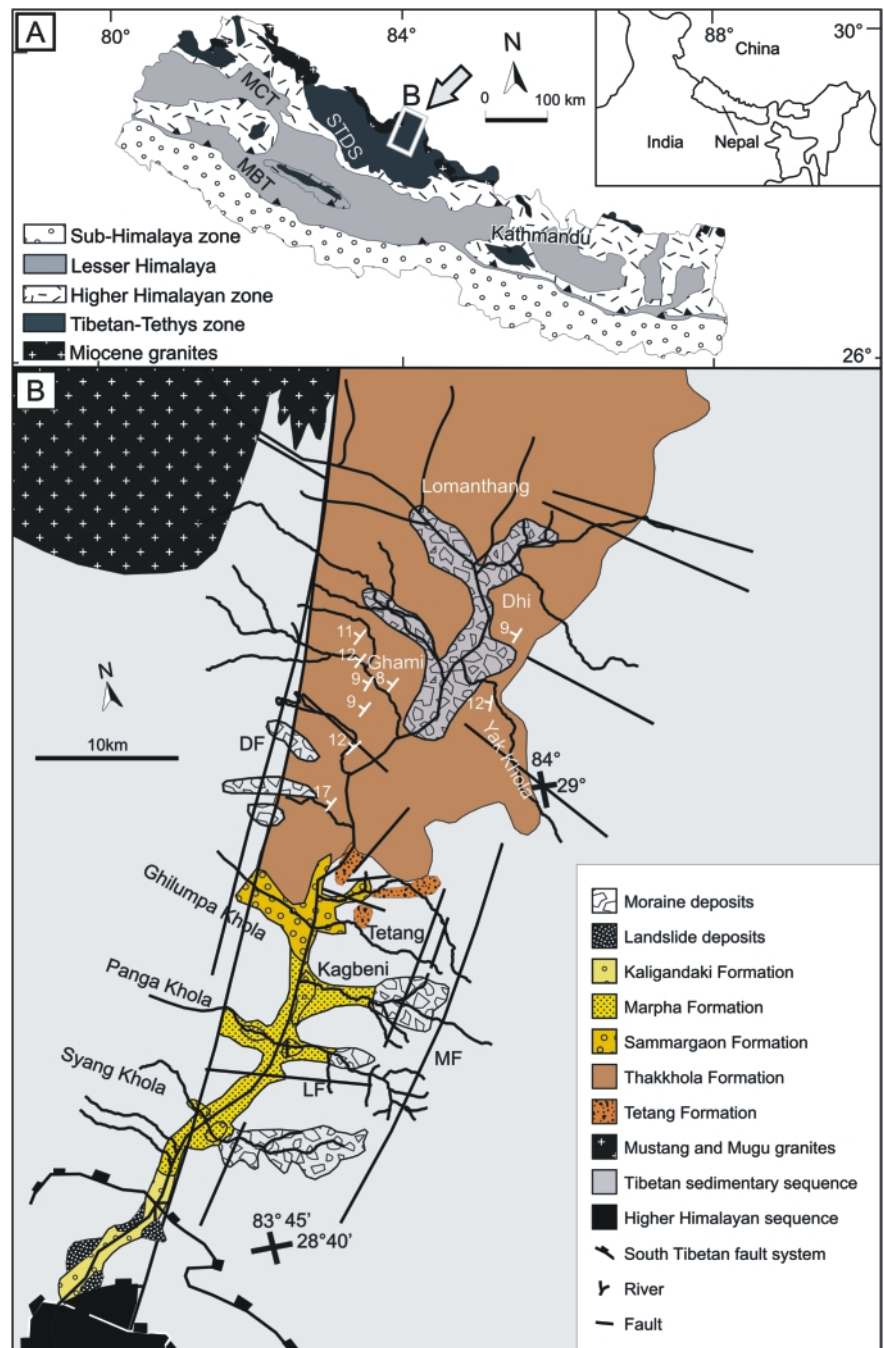 A
80°
84°
88°
30°
N
0
100 km
China
India
Nepal
MCT
STDS
B
MBT
Kathmandu
Sub-Himalaya zone
Lesser Himalaya
Higher Himalayan zone
Tibetan-Tethys zone
Miocene granites
26°
B
Lomanthang
Dhi
9
11
12
Ghami
9
8
9
12
12
Yak Khola
17
N
10km
DF
84°
29°
Ghilumpa Khola
Tetang
Kagbeni
Panga Khola
MF
LF
Syang Khola
83° 45’
28°40’
Moraine deposits
Landslide deposits
Kaligandaki Formation
Marpha Formation
Sammargaon Formation
Thakkhola Formation
Tetang Formation
Mustang and Mugu granites
Tibetan sedimentary sequence
Higher Himalayan sequence
South Tibetan fault system
River
Fault